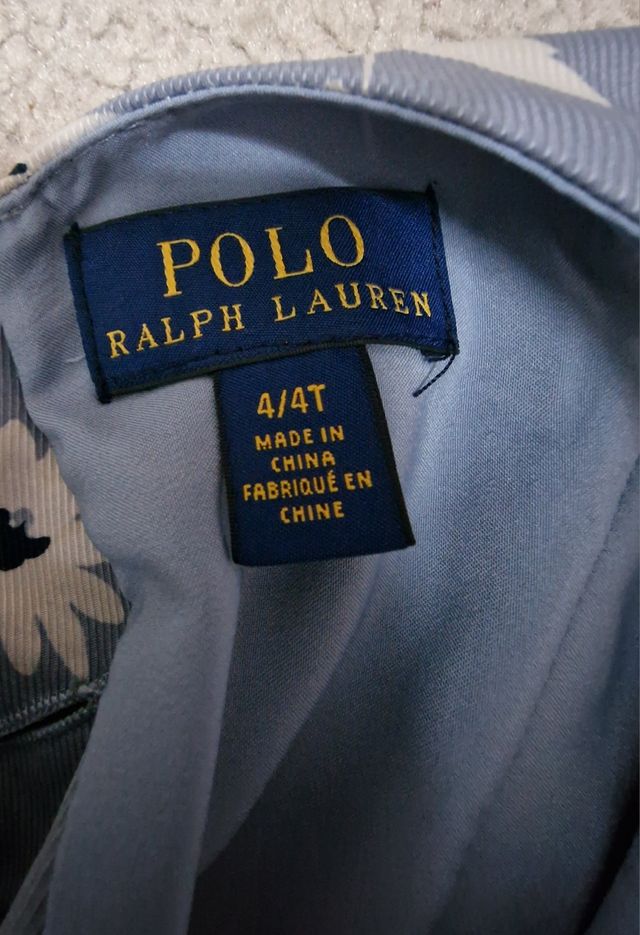 POLO
RALPH LAUREN
4/4T
MADE IN
CHINA
FABRIQUÉ EN
CHINE